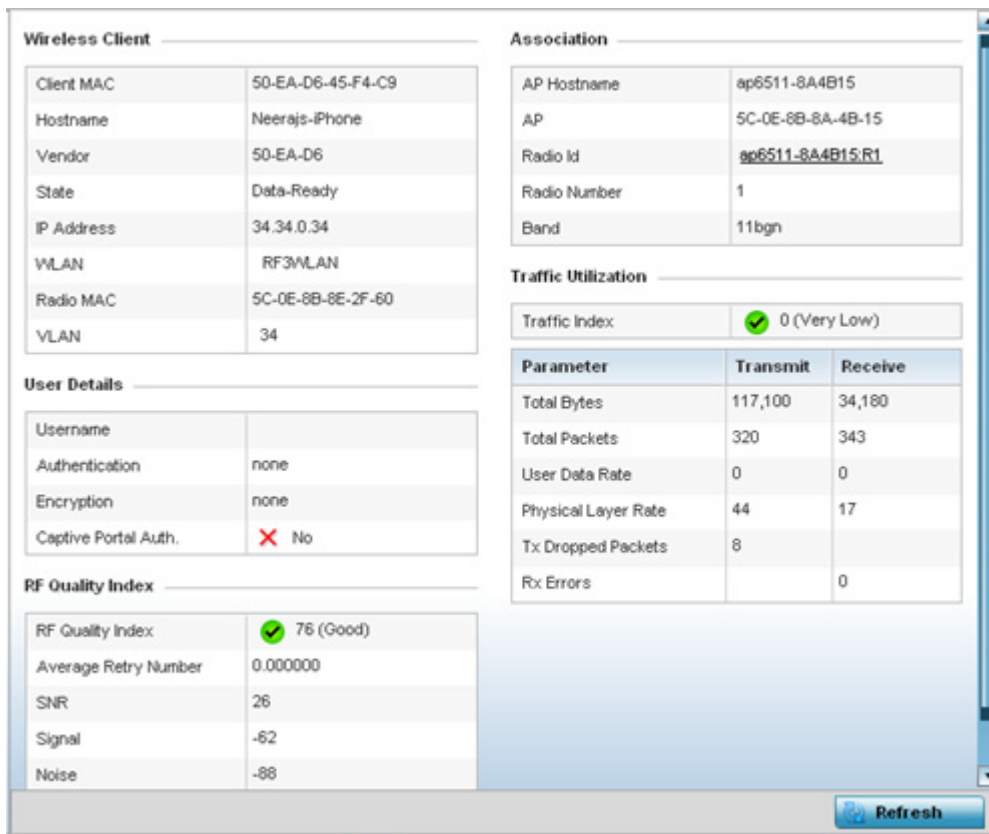 Wireless Client
Client MAC 50-EA-D6-45-F4-C9
Hostname Neerajs-iPhone
Vendor 50-EA-D6
State Data-Ready
IP Address 34.34.0.34
WLAN RF3WLAN
Radio MAC 5C-0E-8B-8E-2F-60
VLAN 34
User Details
Username
Authentication none
Encryption none
Captive Portal Auth. No
RF Quality Index
RF Quality Index 76 (Good)
Average Retry Number 0.000000
SNR 26
Signal -62
Noise -88
Association
AP Hostname ap6511-8A4B15
AP 5C-0E-8B-8A-4B-15
Radio Id ap6511-8A4B15:R1
Radio Number 1
Band 11bgn
Traffic Utilization
Traffic Index 0 (Very Low)
Parameter Transmit Receive
Total Bytes 117,100 34,180
Total Packets 320 343
User Data Rate 0 0
Physical Layer Rate 44 17
Tx Dropped Packets 8
Rx Errors 0
Refresh